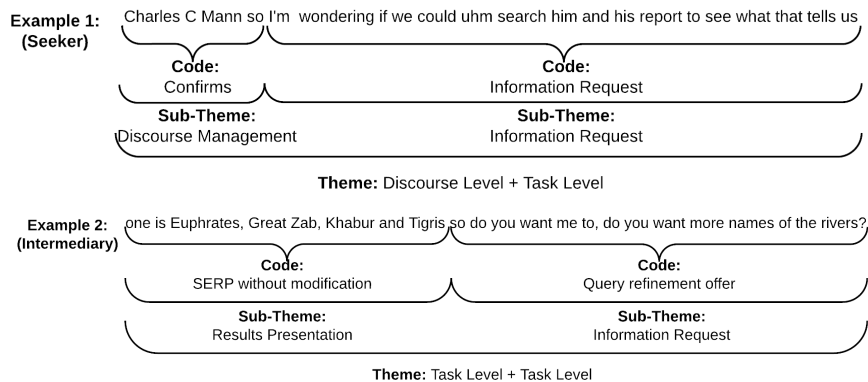 Example 1: Charles C Mann so I'm wondering if we could uhm search him and his report to see what that tells us
(Seeker)
Code: Code:
Confirms Information Request
Sub-Theme: Sub-Theme:
Discourse Management Information Request
Theme: Discourse Level + Task Level
Example 2: one is Euphrates, Great Zab, Khabur and Tigris so do you want me to, do you want more names of the rivers?
(Intermediary)
Code: Code:
SERP without modification Query refinement offer
Sub-Theme: Sub-Theme:
Results Presentation Information Request
Theme: Task Level + Task Level